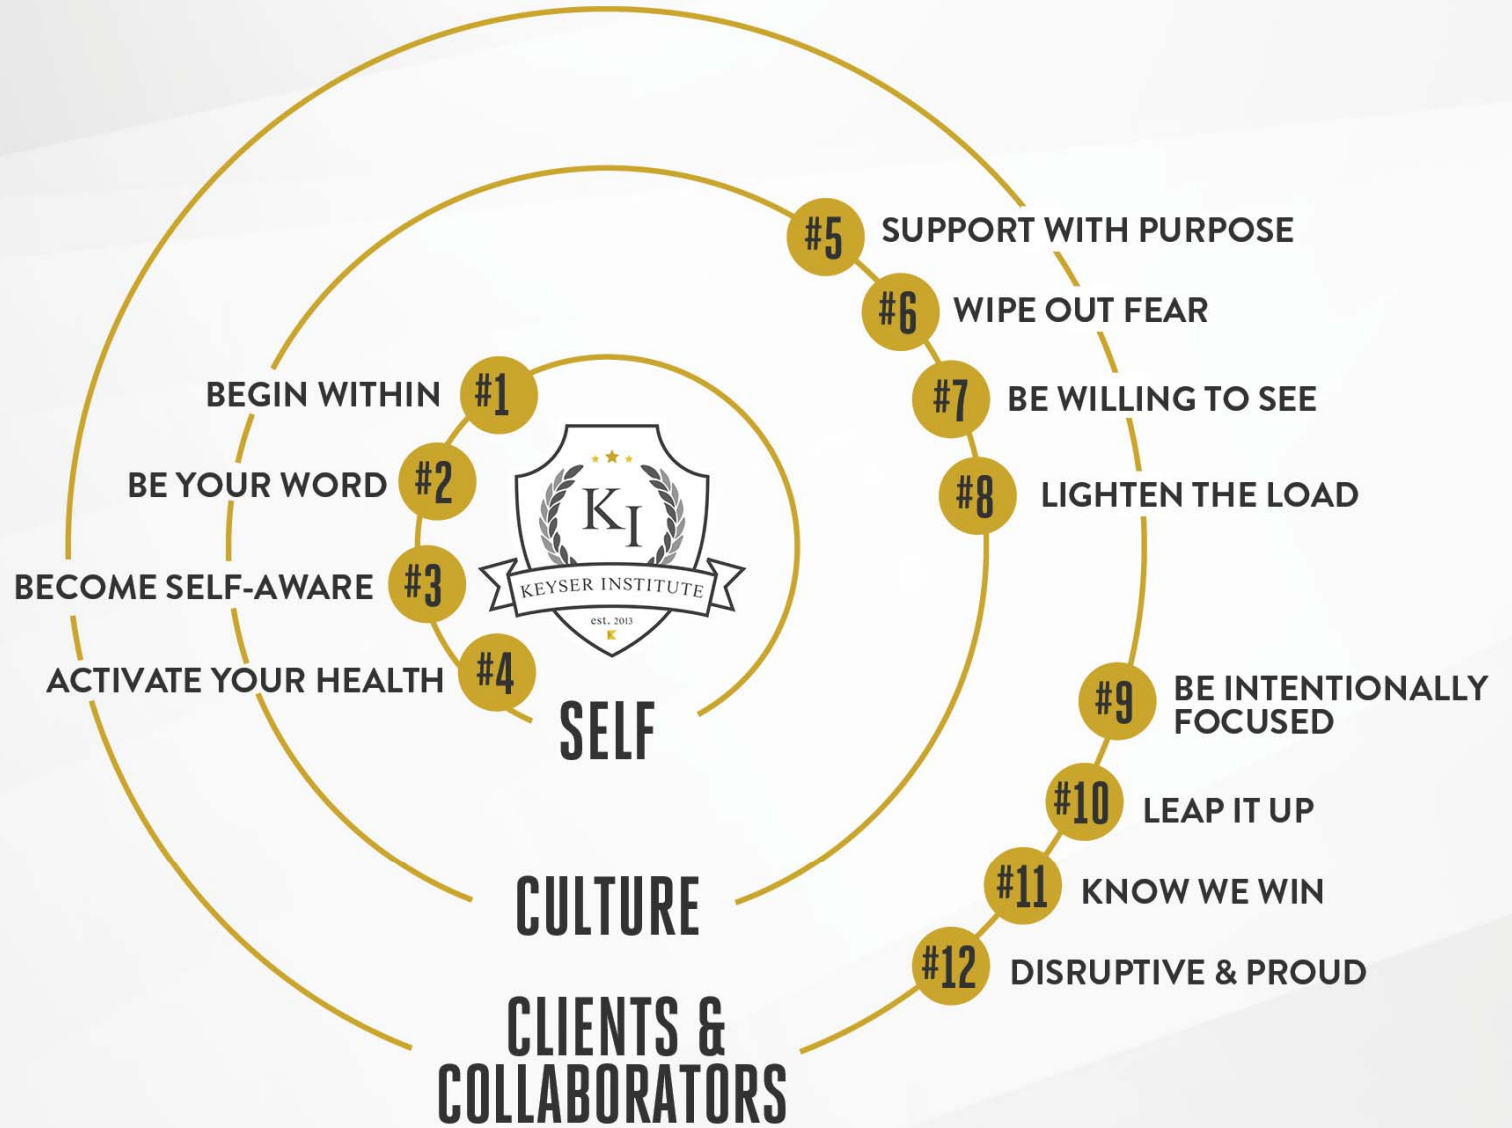 #1 BEGIN WITHIN
#2 BE YOUR WORD
#3 BECOME SELF-AWARE
#4 ACTIVATE YOUR HEALTH
KI
KEYSER INSTITUTE
est. 2013
SELF
#5 SUPPORT WITH PURPOSE
#6 WIPE OUT FEAR
#7 BE WILLING TO SEE
#8 LIGHTEN THE LOAD
CULTURE
#9 BE INTENTIONALLY
FOCUSED
#10 LEAP IT UP
#11 KNOW WE WIN
#12 DISRUPTIVE & PROUD
CLIENTS &
COLLABORATORS